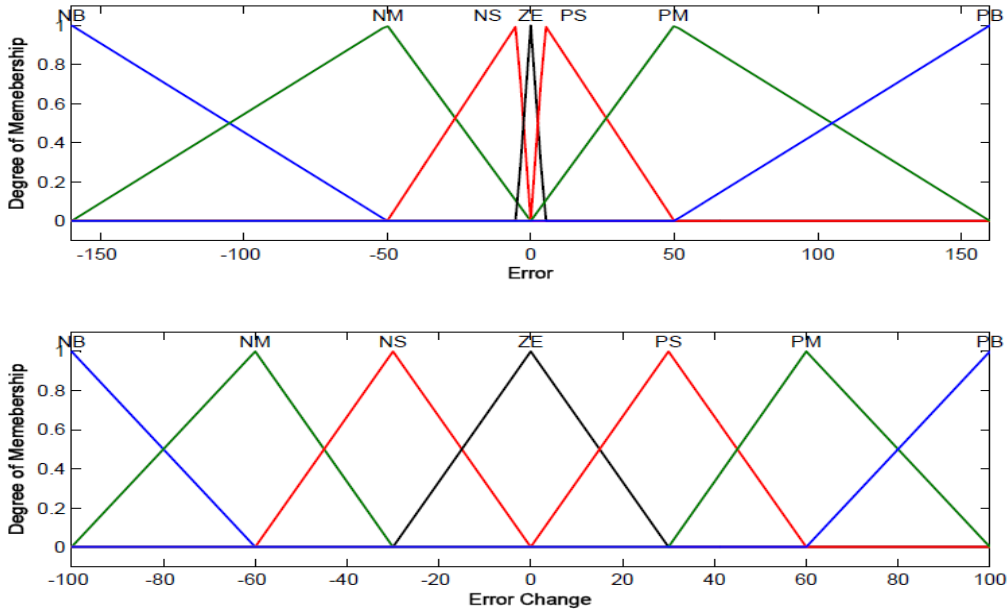 NB NM NS ZE PS PM PB
1
0.8
0.6
0.4
0.2
0
Degree of Memebership
-150 -100 -50 0 50 100 150
Error
NB NM NS ZE PS PM PB
1
0.8
0.6
0.4
0.2
0
Degree of Memebership
-100 -80 -60 -40 -20 0 20 40 60 80 100
Error Change